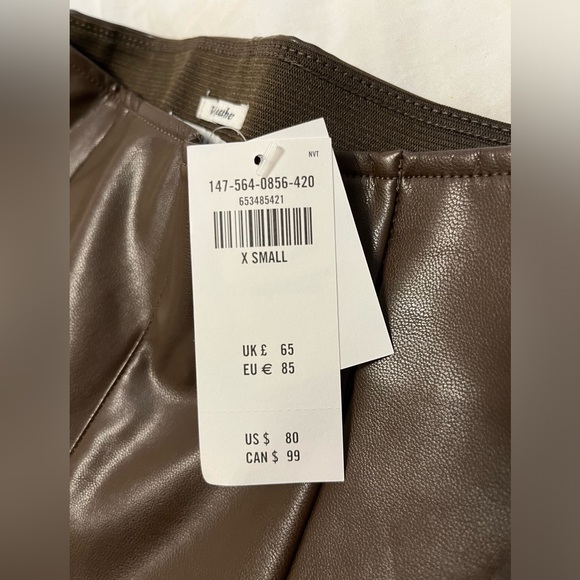 NVT
147-564-0856-420
653485421
X SMALL
UK £ 65
EU € 85
US $ 80
CAN $ 99